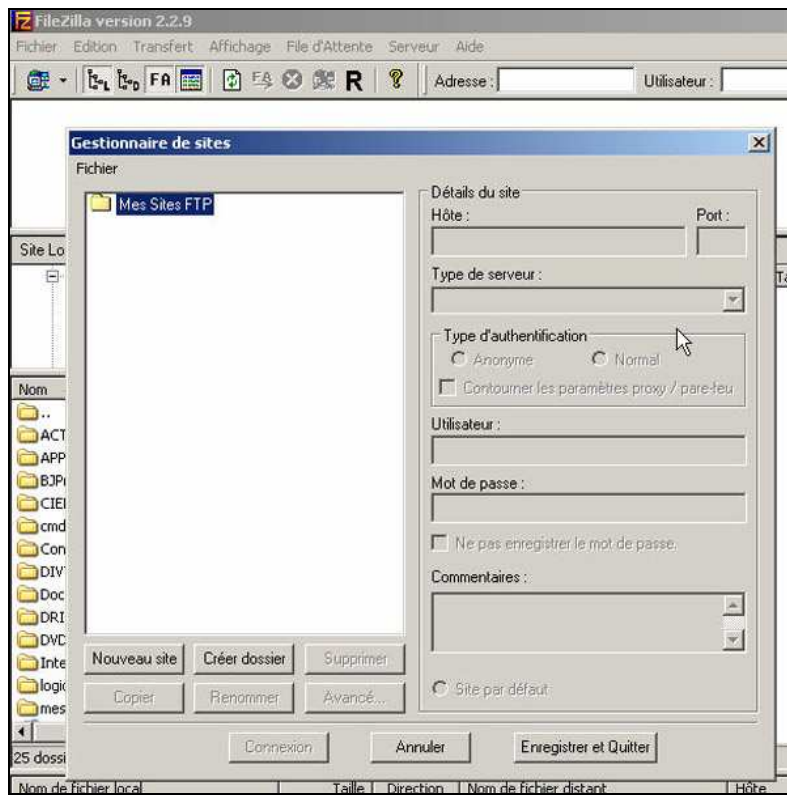 FileZilla version 2.2.9
Fichier Edition Transfert Affichage File d'Attente Serveur Aide
L D FA R ? Adresse : Utilisateur :
Gestionnaire de sites
Fichier
Mes Sites FTP
Détails du site
Hôte : Port :
Site Lo
Type de serveur :
Type d'authentification
Anonyme Normal
Contourner les paramètres proxy / pare-feu
Nom
..
ACT
APP
BJPr
CIEL
cmd
Con
DIV
Doc
DRI
DVD
Inte
logic
mes
Utilisateur :
Mot de passe :
Ne pas enregistrer le mot de passe.
Commentaires :
Nouveau site Créer dossier Supprimer
Copier Renommer Avancé...
Site par défaut
Connexion Annuler Enregistrer et Quitter
25 dossi
Nom de fichier local Taille Direction Nom de fichier distant Hôte